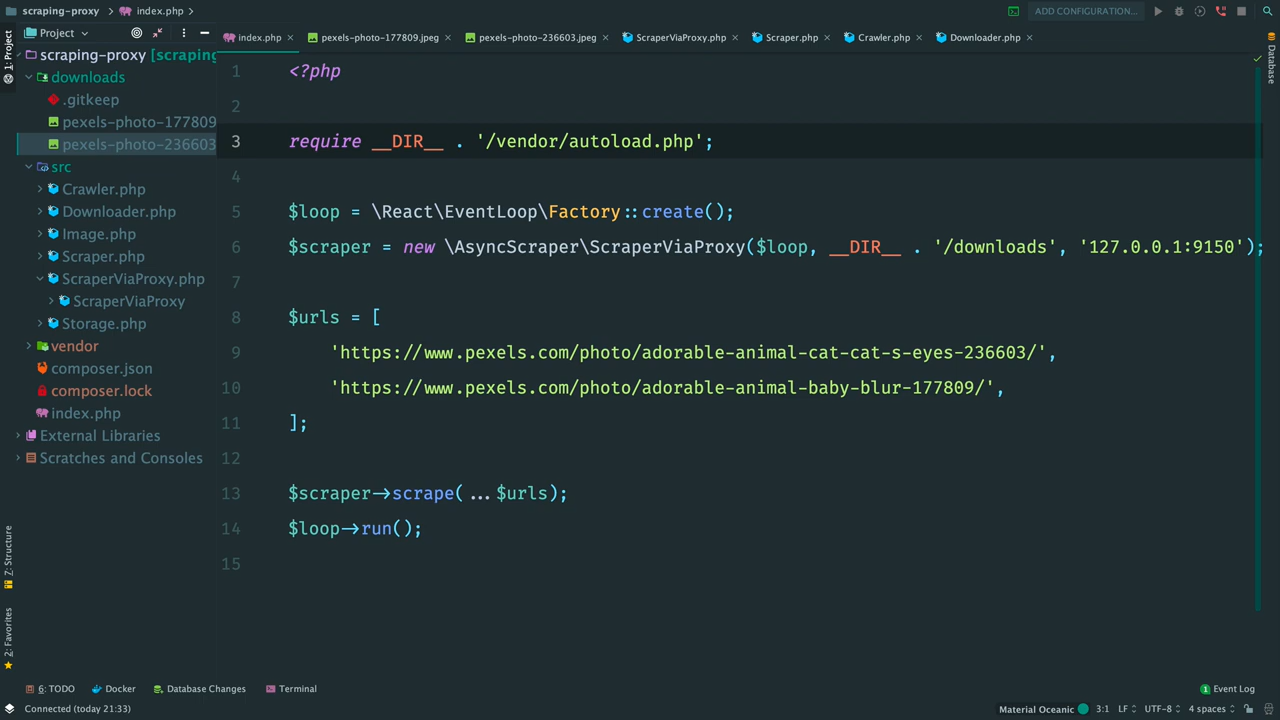 scraping-proxy
index.php
ADD CONFIGURATION...
1: Project
Project
index.php
pexels-photo-177809.jpeg
pexels-photo-236603.jpeg
ScraperViaProxy.php
Scraper.php
Crawler.php
Downloader.php
Database
scraping-proxy [scraping
downloads
.gitkeep
pexels-photo-177809
pexels-photo-236603
src
Crawler.php
Downloader.php
Image.php
Scraper.php
ScraperViaProxy.php
ScraperViaProxy
Storage.php
vendor
composer.json
composer.lock
index.php
External Libraries
Scratches and Consoles
1 <?php
2
3 require __DIR__ . '/vendor/autoload.php';
4
5 $loop = \React\EventLoop\Factory::create();
6 $scraper = new \AsyncScraper\ScraperViaProxy($loop, __DIR__ . '/downloads', '127.0.0.1:9150');
7
8 $urls = [
9 'https://www.pexels.com/photo/adorable-animal-cat-cat-s-eyes-236603/',
10 'https://www.pexels.com/photo/adorable-animal-baby-blur-177809/',
11 ];
12
13 $scraper->scrape(...$urls);
14 $loop->run();
15
Z: Structure
2: Favorites
6: TODO
Docker
Database Changes
Terminal
1 Event Log
Connected (today 21:33)
Material Oceanic
3:1
LF
UTF-8
4 spaces